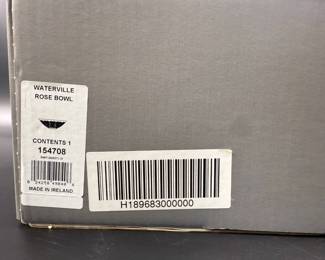 WATERVILLE
ROSE BOWL
CONTENTS 1
154708
MADE IN IRELAND
H189683000000